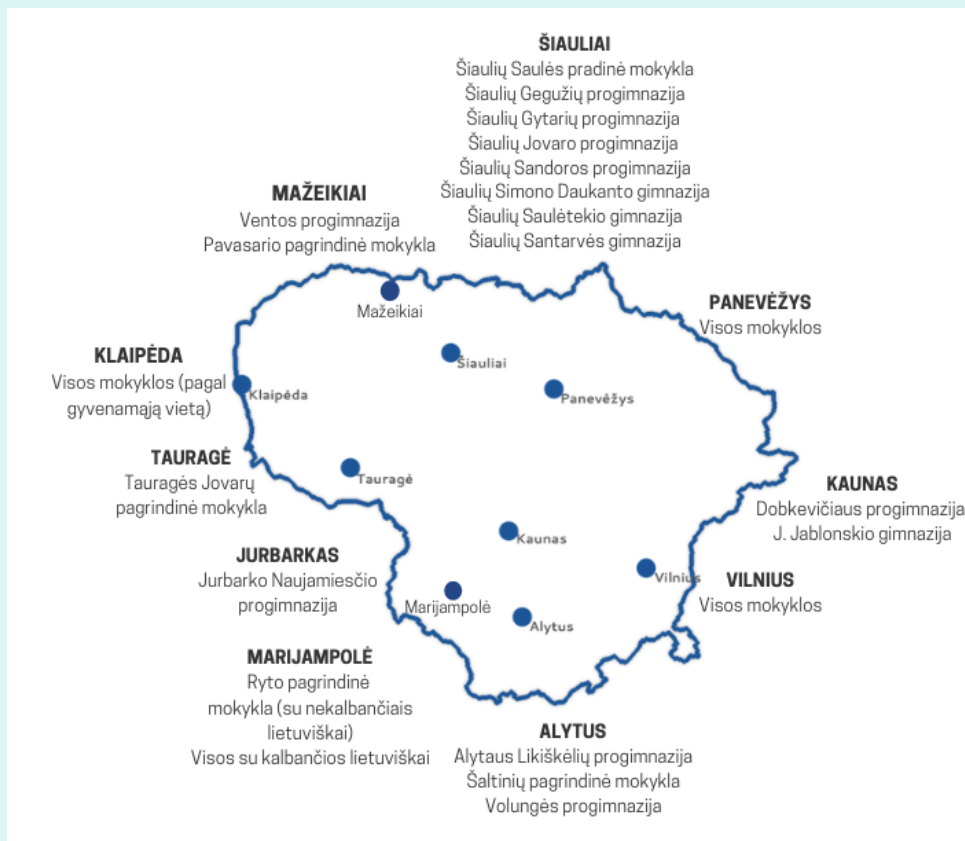 ŠIAULIAI
Šiaulių Saulės pradinė mokykla
Šiaulių Gegužių progimnazija
Šiaulių Gytarių progimnazija
Šiaulių Jovaro progimnazija
Šiaulių Sandoros progimnazija
Šiaulių Simono Daukanto gimnazija
Šiaulių Saulėtekio gimnazija
Šiaulių Santarvės gimnazija
MAŽEIKIAI
Ventos progimnazija
Pavasario pagrindinė mokykla
PANEVĖŽYS
Visos mokyklos
KLAIPĖDA
Visos mokyklos (pagal
gyvenamąją vietą)
TAURAGĖ
Tauragės Jovarų
pagrindinė mokykla
KAUNAS
Dobkevičiaus progimnazija
J. Jablonskio gimnazija
JURBARKAS
Jurbarko Naujamiesčio
progimnazija
VILNIUS
Visos mokyklos
MARIJAMPOLĖ
Ryto pagrindinė
mokykla (su nekalbančiais
lietuviškai)
Visos su kalbančios lietuviškai
ALYTUS
Alytaus Likiškėlių progimnazija
Šaltinių pagrindinė mokykla
Volungės progimnazija
Mažeikiai
Šiauliai
Klaipėda
Panevėžys
Tauragė
Kaunas
Vilnius
Marijampolė
Alytus